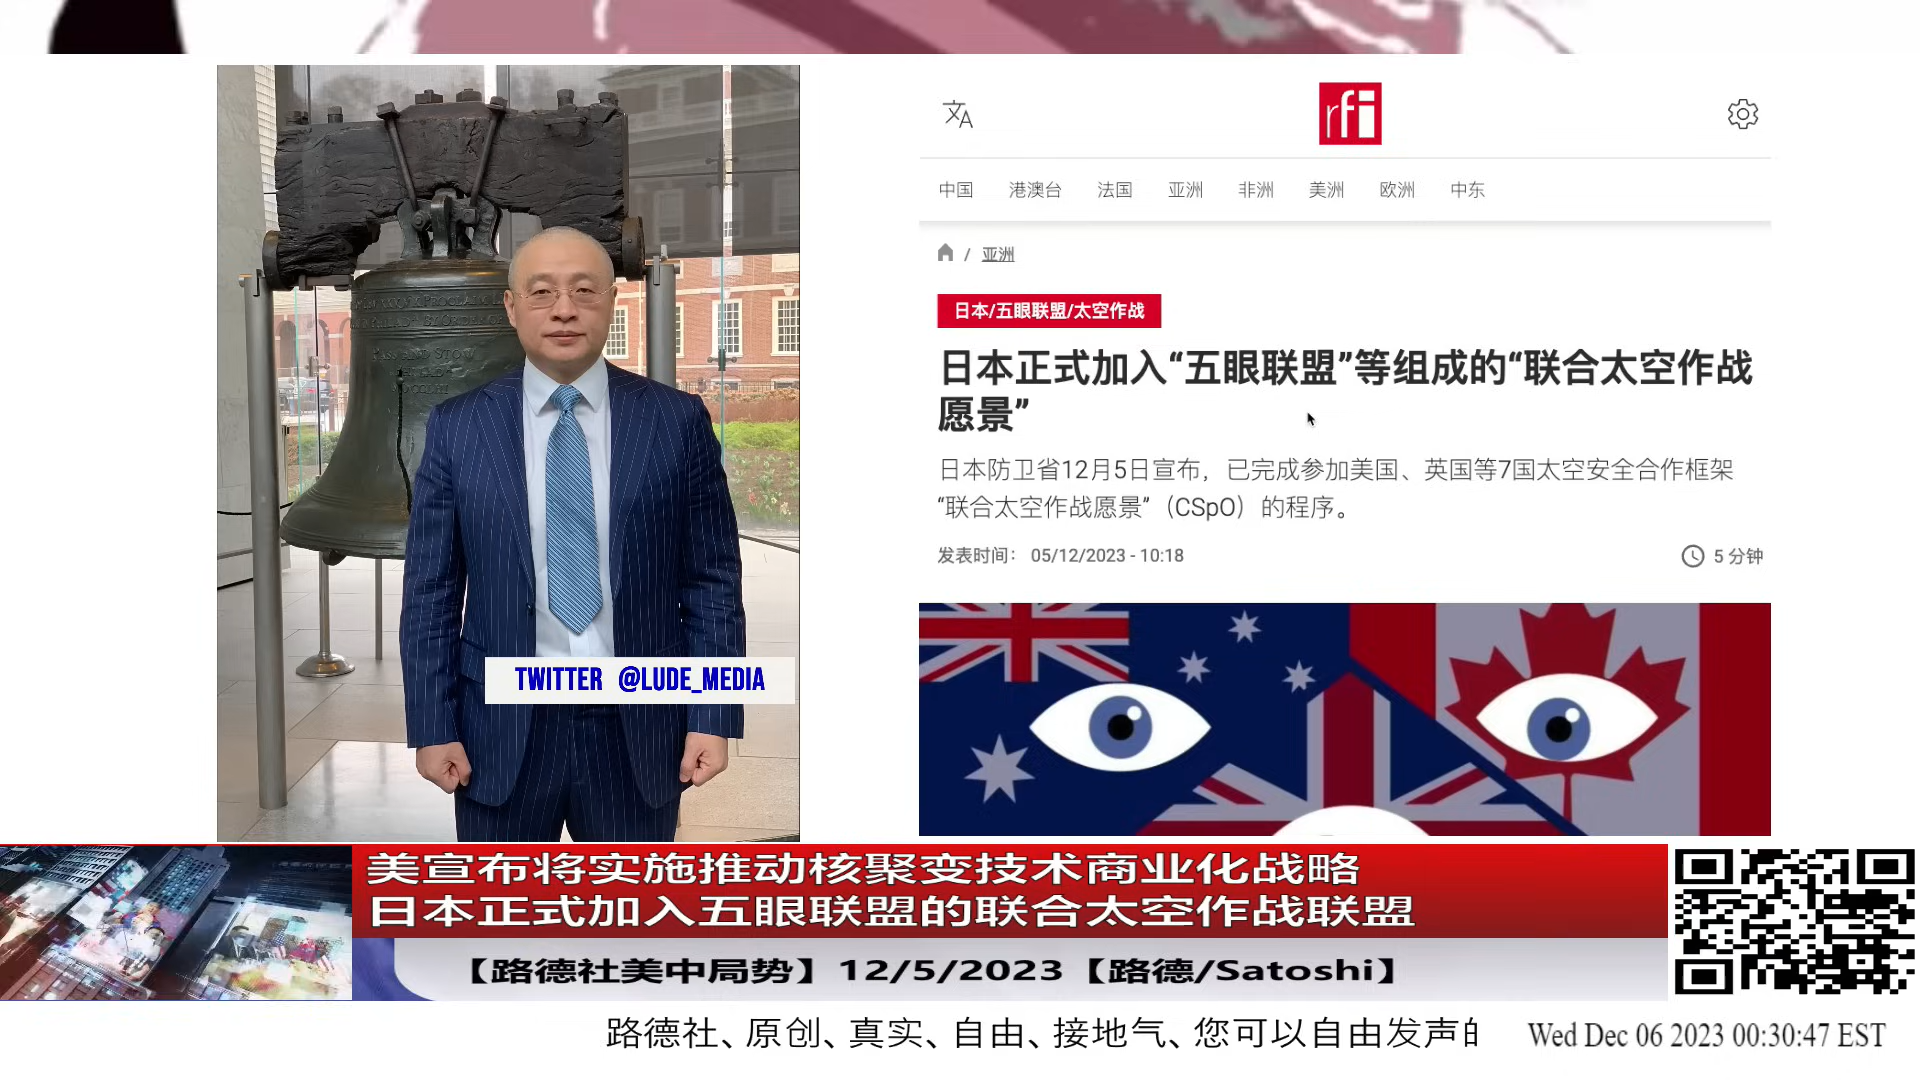 rfi
中国 港澳台 法国 亚洲 非洲 美洲 欧洲 中东
/ 亚洲
日本/五眼联盟/太空作战
日本正式加入“五眼联盟”等组成的“联合太空作战
愿景”
日本防卫省12月5日宣布，已完成参加美国、英国等7国太空安全合作框架
“联合太空作战愿景”（CSpO）的程序。
发表时间： 05/12/2023 - 10:18
5 分钟
TWITTER @LUDE_MEDIA
美宣布将实施推动核聚变技术商业化战略
日本正式加入五眼联盟的联合太空作战联盟
【路德社美中局势】12/5/2023【路德/Satoshi】
路德社、原创、真实、自由、接地气、您可以自由发声的
Wed Dec 06 2023 00:30:47 EST